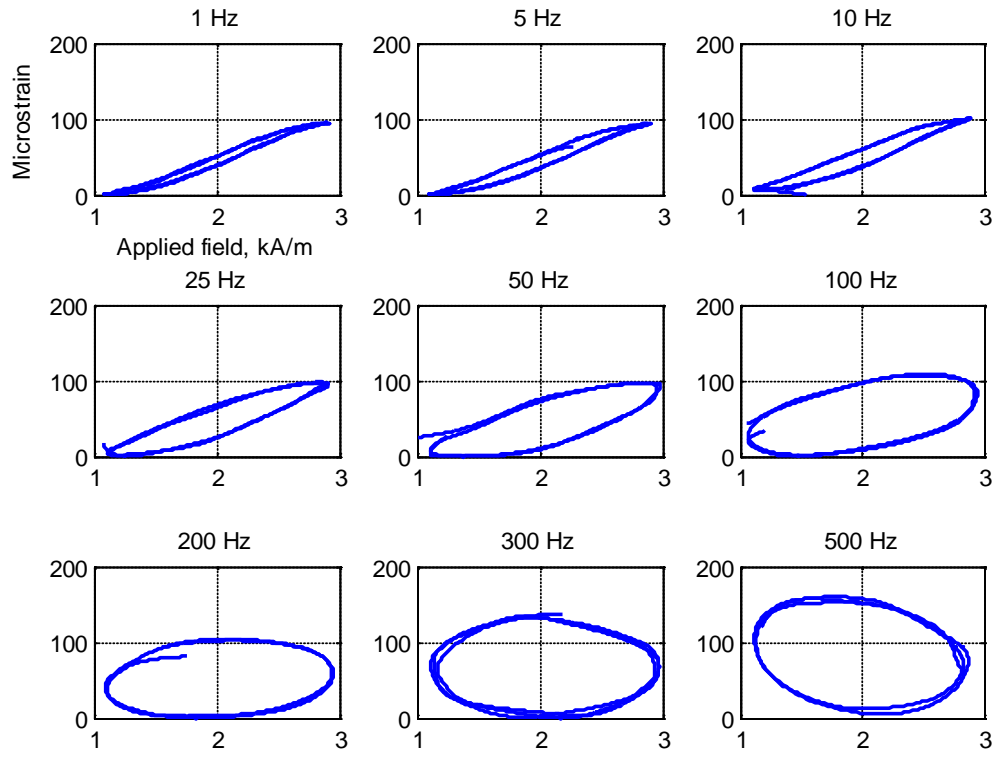 1 Hz 5 Hz 10 Hz
200 200 200
Microstrain
100 100 100
0 0 0
1 2 3 1 2 3 1 2 3
Applied field, kA/m
25 Hz 50 Hz 100 Hz
200 200 200
100 100 100
0 0 0
1 2 3 1 2 3 1 2 3
200 Hz 300 Hz 500 Hz
200 200 200
100 100 100
0 0 0
1 2 3 1 2 3 1 2 3